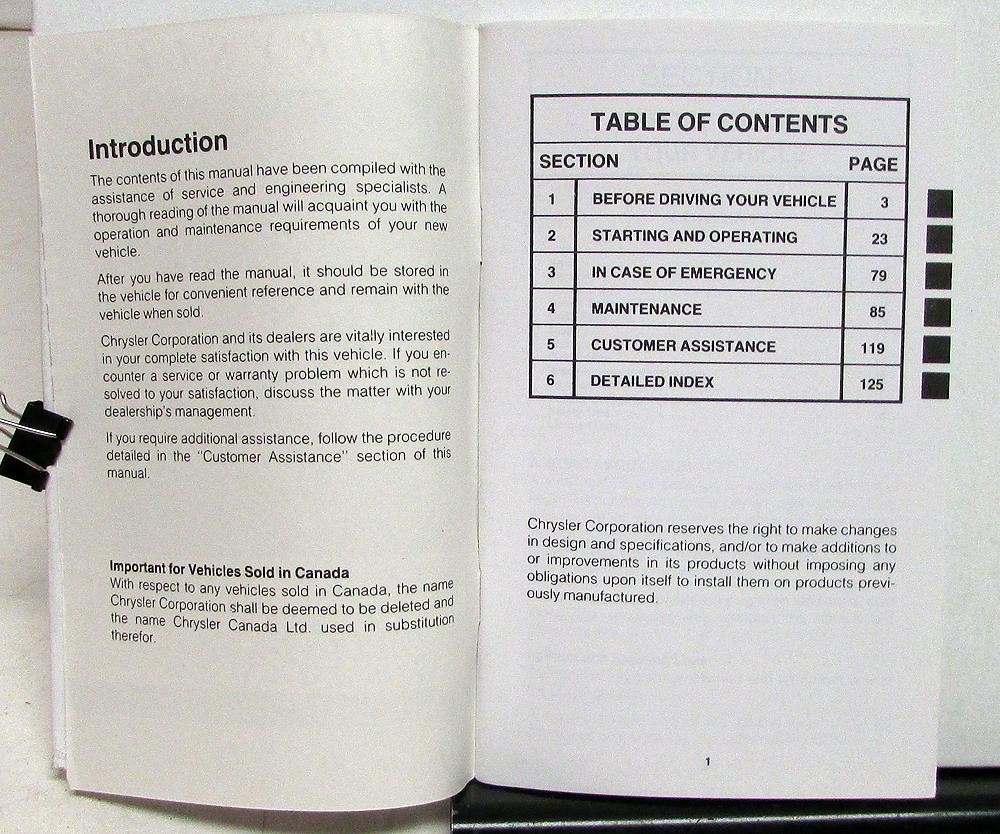 Introduction
The contents of this manual have been compiled with the
assistance of service and engineering specialists. A
thorough reading of the manual will acquaint you with the
operation and maintenance requirements of your new
vehicle.
After you have read the manual, it should be stored in
the vehicle for convenient reference and remain with the
vehicle when sold.
Chrysler Corporation and its dealers are vitally interested
in your complete satisfaction with this vehicle. If you en-
counter a service or warranty problem which is not re-
solved to your satisfaction, discuss the matter with your
dealership's management.
If you require additional assistance, follow the procedure
detailed in the "Customer Assistance" section of this
manual.
Important for Vehicles Sold in Canada
With respect to any vehicles sold in Canada, the name
Chrysler Corporation shall be deemed to be deleted and
the name Chrysler Canada Ltd. used in substitution
therefor.
TABLE OF CONTENTS
SECTION PAGE
1 BEFORE DRIVING YOUR VEHICLE 3
2 STARTING AND OPERATING 23
3 IN CASE OF EMERGENCY 79
4 MAINTENANCE 85
5 CUSTOMER ASSISTANCE 119
6 DETAILED INDEX 125
Chrysler Corporation reserves the right to make changes
in design and specifications, and/or to make additions to
or improvements in its products without imposing any
obligations upon itself to install them on products previ-
ously manufactured.
1